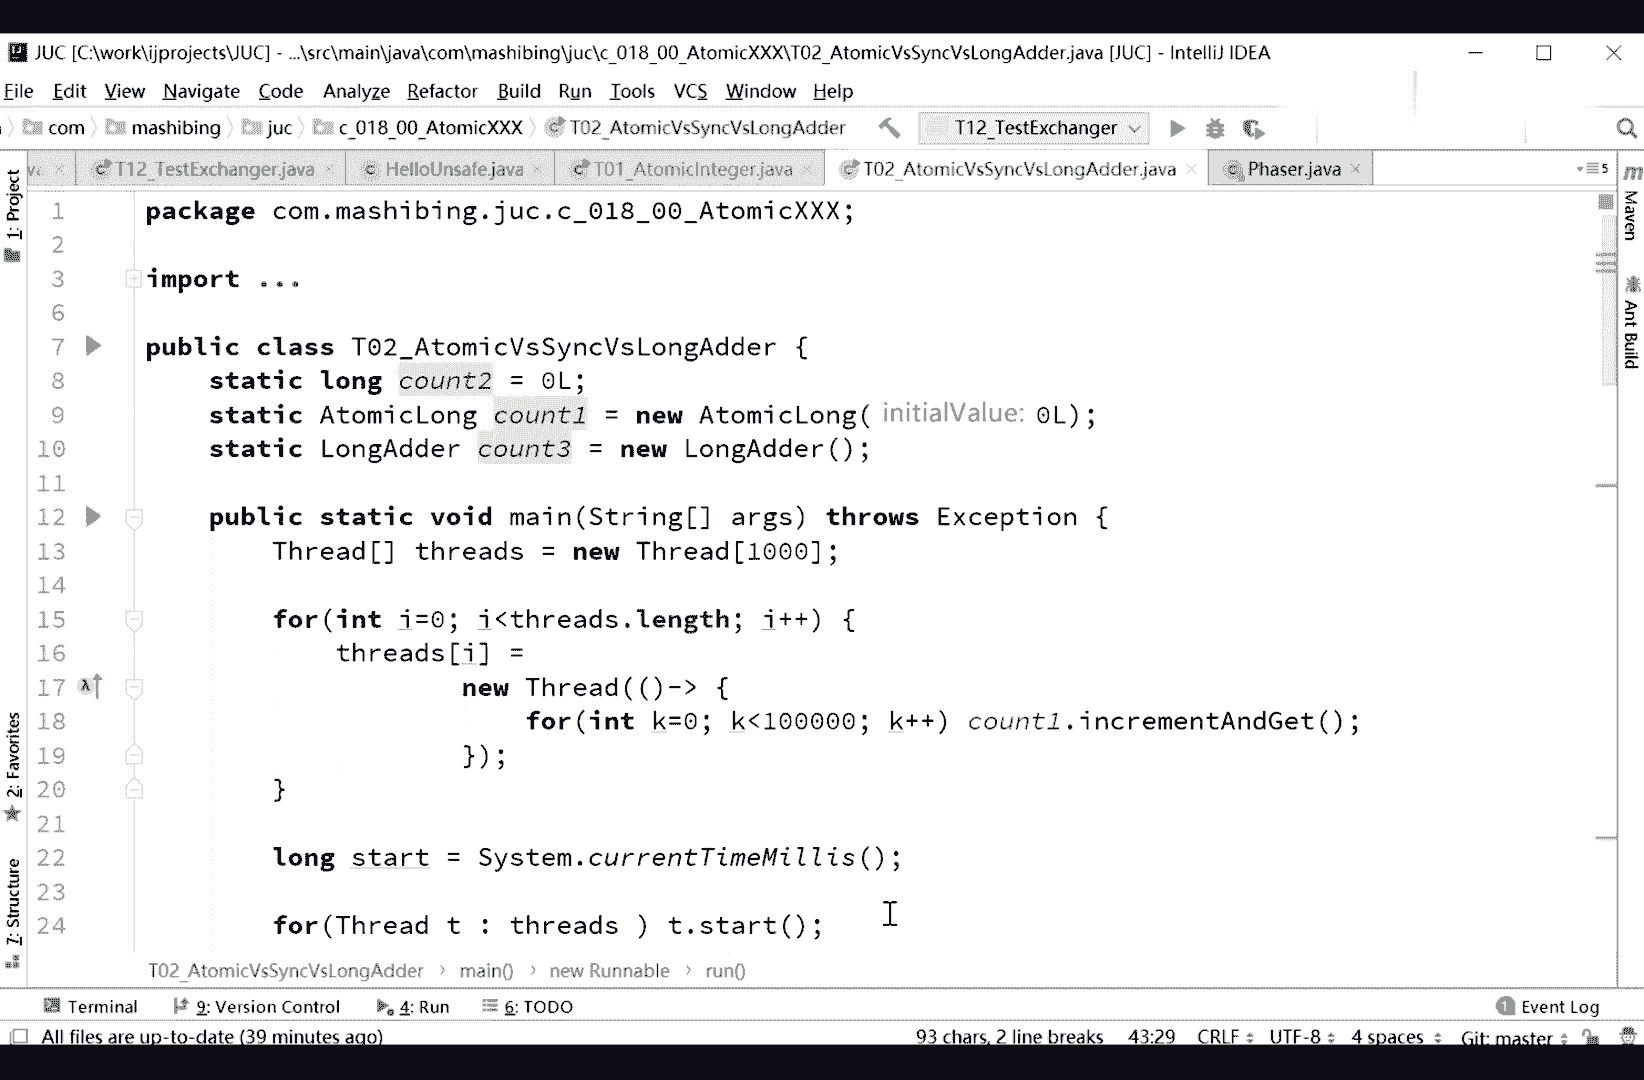 JUC [C:\work\ijprojects\JUC] - ...\src\main\java\com\mashibing\juc\c_018_00_AtomicXXX\T02_AtomicVsSyncVsLongAdder.java [JUC] - IntelliJ IDEA
File Edit View Navigate Code Analyze Refactor Build Run Tools VCS Window Help
com mashibing juc c_018_00_AtomicXXX T02_AtomicVsSyncVsLongAdder T12_TestExchanger
T12_TestExchanger.java HelloUnsafe.java T01_AtomicInteger.java T02_AtomicVsSyncVsLongAdder.java Phaser.java 5
1: Project
2: Favorites
7: Structure
1 package com.mashibing.juc.c_018_00_AtomicXXX;
2
3 import ...
6
7 public class T02_AtomicVsSyncVsLongAdder {
8 static long count2 = 0L;
9 static AtomicLong count1 = new AtomicLong( initialValue: 0L);
10 static LongAdder count3 = new LongAdder();
11
12 public static void main(String[] args) throws Exception {
13 Thread[] threads = new Thread[1000];
14
15 for(int i=0; i<threads.length; i++) {
16 threads[i] =
17 new Thread(()-> {
18 for(int k=0; k<100000; k++) count1.incrementAndGet();
19 });
20 }
21
22 long start = System.currentTimeMillis();
23
24 for(Thread t : threads ) t.start();
Maven
Ant Build
T02_AtomicVsSyncVsLongAdder › main() › new Runnable › run()
Terminal 9: Version Control 4: Run 6: TODO 1 Event Log
All files are up-to-date (39 minutes ago) 93 chars, 2 line breaks 43:29 CRLF UTF-8 4 spaces Git: master